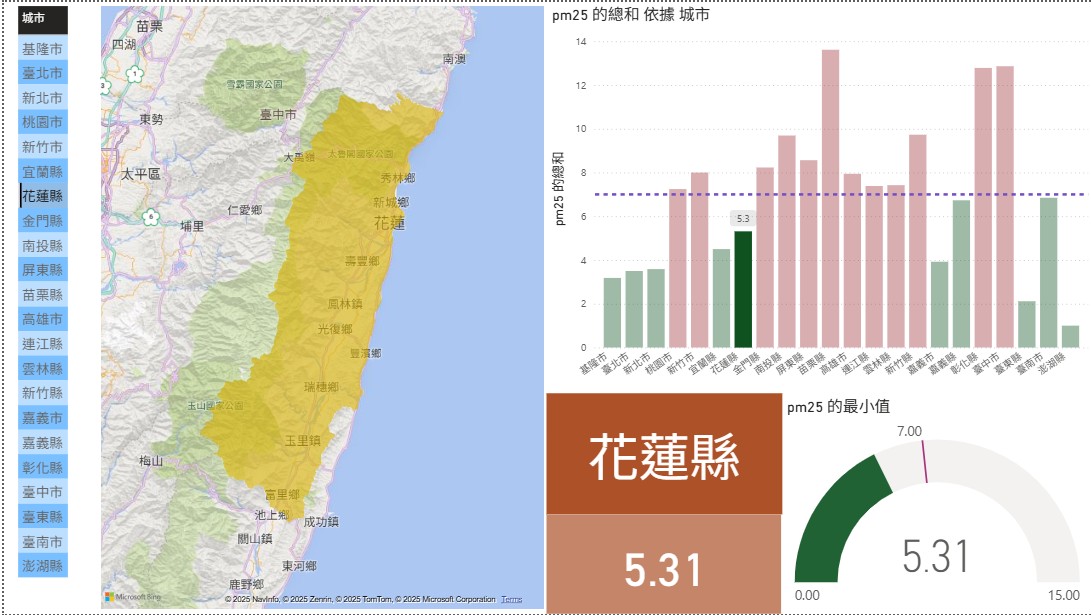 城市
基隆市
臺北市
新北市
桃園市
新竹市
宜蘭縣
花蓮縣
金門縣
南投縣
屏東縣
苗栗縣
高雄市
連江縣
雲林縣
新竹縣
嘉義市
嘉義縣
彰化縣
臺中市
臺東縣
臺南市
澎湖縣
苗栗
四湖
南澳
雪霸國家公園
1
3
臺中市
東勢
大禹嶺
太魯閣國家公園
太平區
秀林鄉
仁愛鄉
新城鄉
6
埔里
花蓮
壽豐鄉
鳳林鎮
光復鄉
豐濱鄉
瑞穗鄉
玉山國家公園
玉里鎮
梅山
富里鄉
池上鄉
成功鎮
關山鎮
東河鄉
鹿野鄉
Microsoft Bing
© 2025 NavInfo, © 2025 Zenrin, © 2025 TomTom, © 2025 Microsoft Corporation Terms
pm25 的總和 依據 城市
pm25 的總和
14
12
10
8
6
4
2
0
5.3
基隆市
臺北市
新北市
桃園市
新竹市
宜蘭縣
花蓮縣
金門縣
南投縣
屏東縣
苗栗縣
高雄市
連江縣
雲林縣
新竹縣
嘉義市
嘉義縣
彰化縣
臺中市
臺東縣
臺南市
澎湖縣
花蓮縣
5.31
pm25 的最小值
7.00
5.31
0.00
15.00